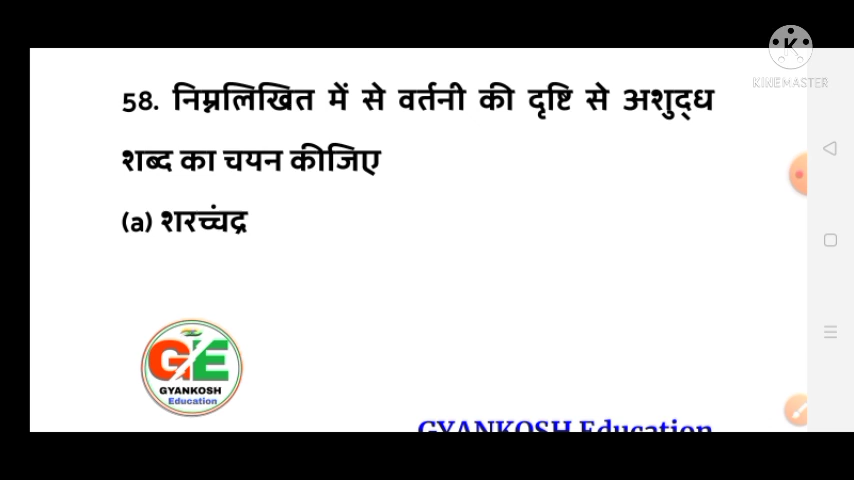 KINEMASTER
58. निम्नलिखित में से वर्तनी की दृष्टि से अशुद्ध
शब्द का चयन कीजिए
(a) शरच्चंद्र
GE
GYANKOSH
Education
GYANKOSH Education